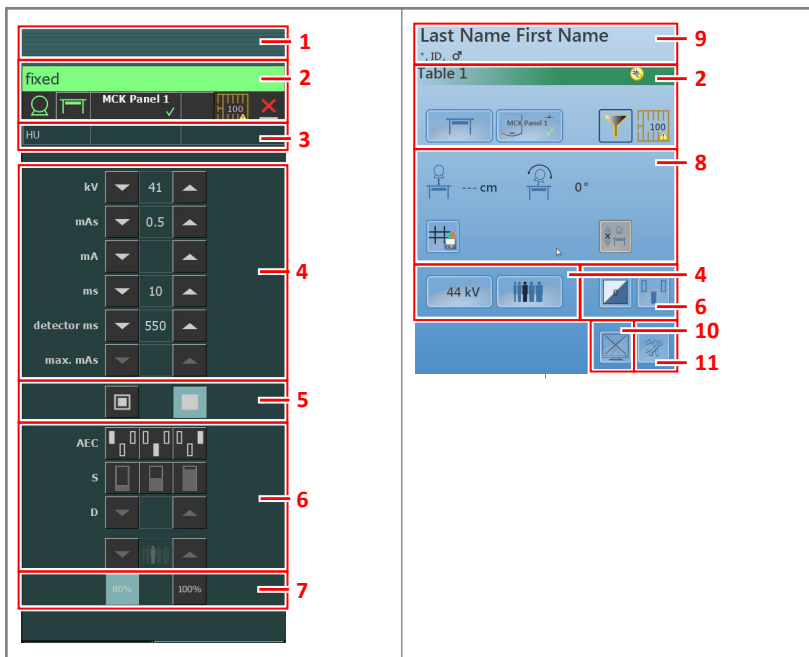 1
fixed
2
MCK Panel 1
100
HU
3
kV 41
mAs 0.5
mA
4
ms 10
detector ms 550
max. mAs
5
AEC
S
6
D
80% 100%
7
Last Name First Name
9
*, ID, ♂
Table 1
2
MCK Panel 1
100
8
--- cm 0°
4
44 kV
0
6
10
11